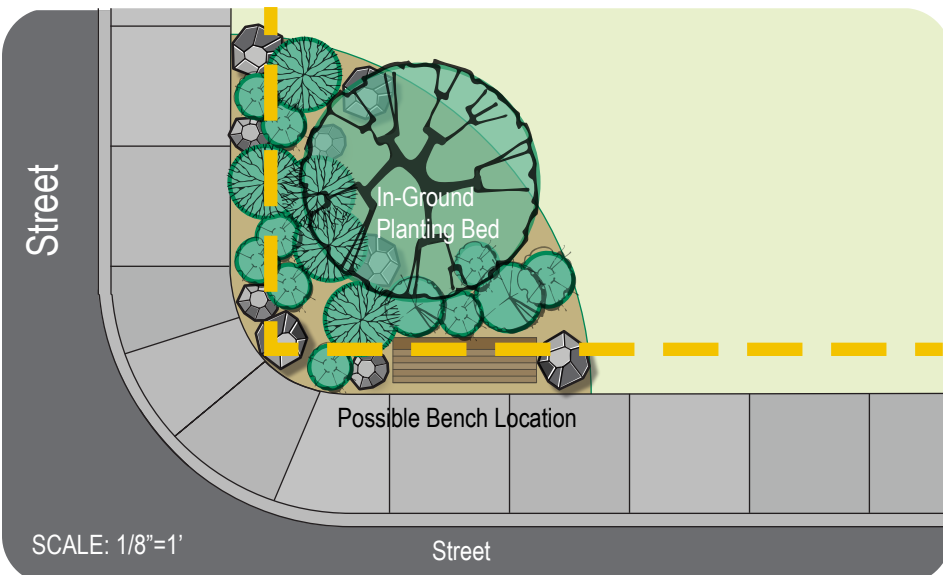 Street
In-Ground
Planting Bed
Possible Bench Location
SCALE: 1/8”=1’
Street